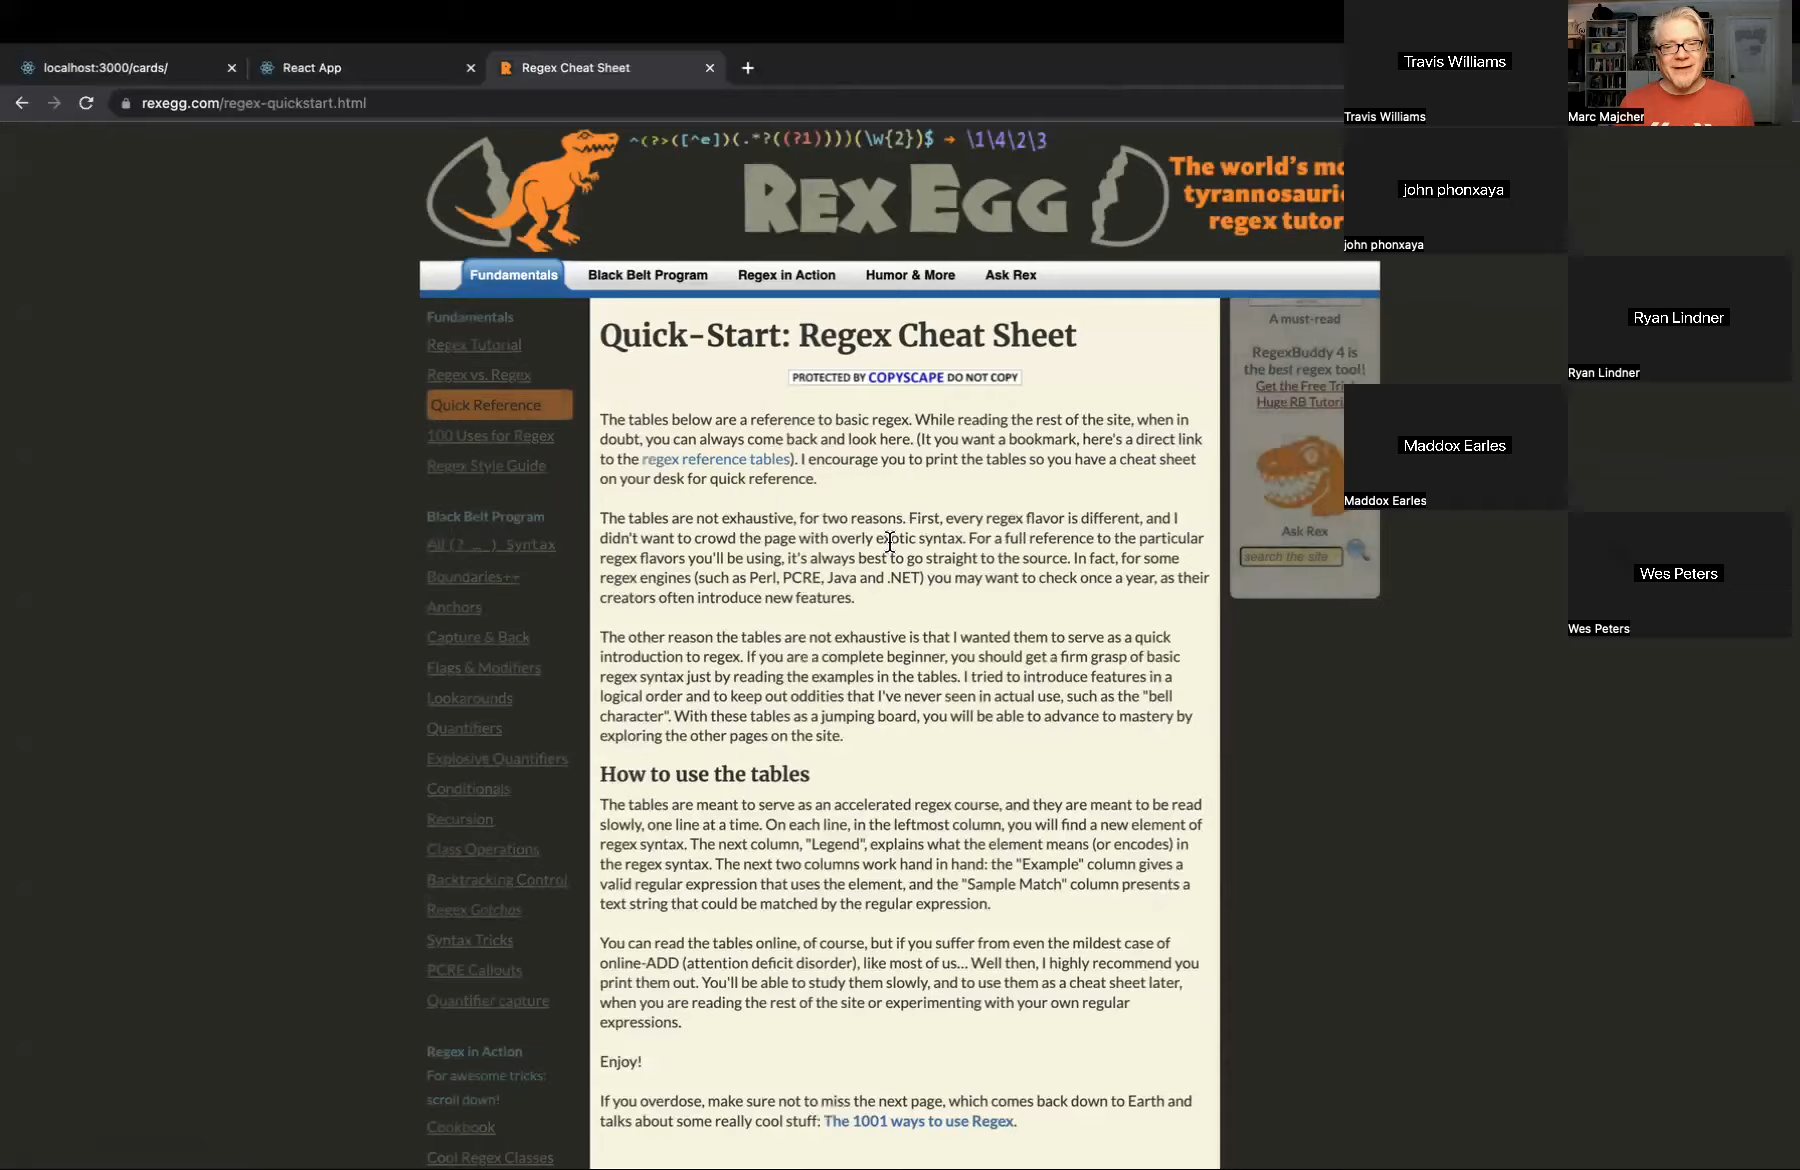 localhost:3000/cards/
React App
Regex Cheat Sheet
rexegg.com/regex-quickstart.html
^(?>([^e])(.*?((?1))))(\w{2})$ → \1\4\2\3
REX EGG
The world's mo
tyrannosauri
regex tutor
Fundamentals
Black Belt Program
Regex in Action
Humor & More
Ask Rex
Fundamentals
Regex Tutorial
Regex vs. Regex
Quick Reference
100 Uses for Regex
Regex Style Guide
Black Belt Program
All (? … ) Syntax
Boundaries++
Anchors
Capture & Back
Flags & Modifiers
Lookarounds
Quantifiers
Explosive Quantifiers
Conditionals
Recursion
Class Operations
Backtracking Control
Regex Gotchas
Syntax Tricks
PCRE Callouts
Quantifier capture
Regex in Action
For awesome tricks:
scroll down!
Cookbook
Cool Regex Classes
Quick-Start: Regex Cheat Sheet
PROTECTED BY COPYSCAPE DO NOT COPY
The tables below are a reference to basic regex. While reading the rest of the site, when in
doubt, you can always come back and look here. (It you want a bookmark, here's a direct link
to the regex reference tables). I encourage you to print the tables so you have a cheat sheet
on your desk for quick reference.
The tables are not exhaustive, for two reasons. First, every regex flavor is different, and I
didn't want to crowd the page with overly exotic syntax. For a full reference to the particular
regex flavors you'll be using, it's always best to go straight to the source. In fact, for some
regex engines (such as Perl, PCRE, Java and .NET) you may want to check once a year, as their
creators often introduce new features.
The other reason the tables are not exhaustive is that I wanted them to serve as a quick
introduction to regex. If you are a complete beginner, you should get a firm grasp of basic
regex syntax just by reading the examples in the tables. I tried to introduce features in a
logical order and to keep out oddities that I've never seen in actual use, such as the "bell
character". With these tables as a jumping board, you will be able to advance to mastery by
exploring the other pages on the site.
How to use the tables
The tables are meant to serve as an accelerated regex course, and they are meant to be read
slowly, one line at a time. On each line, in the leftmost column, you will find a new element of
regex syntax. The next column, "Legend", explains what the element means (or encodes) in
the regex syntax. The next two columns work hand in hand: the "Example" column gives a
valid regular expression that uses the element, and the "Sample Match" column presents a
text string that could be matched by the regular expression.
You can read the tables online, of course, but if you suffer from even the mildest case of
online-ADD (attention deficit disorder), like most of us... Well then, I highly recommend you
print them out. You'll be able to study them slowly, and to use them as a cheat sheet later,
when you are reading the rest of the site or experimenting with your own regular
expressions.
Enjoy!
If you overdose, make sure not to miss the next page, which comes back down to Earth and
talks about some really cool stuff: The 1001 ways to use Regex.
A must-read
RegexBuddy 4 is
the best regex tool!
Get the Free Tri
Huge RB Tutori
Ask Rex
search the site
Travis Williams
Travis Williams
Marc Majcher
john phonxaya
john phonxaya
Ryan Lindner
Ryan Lindner
Maddox Earles
Maddox Earles
Wes Peters
Wes Peters